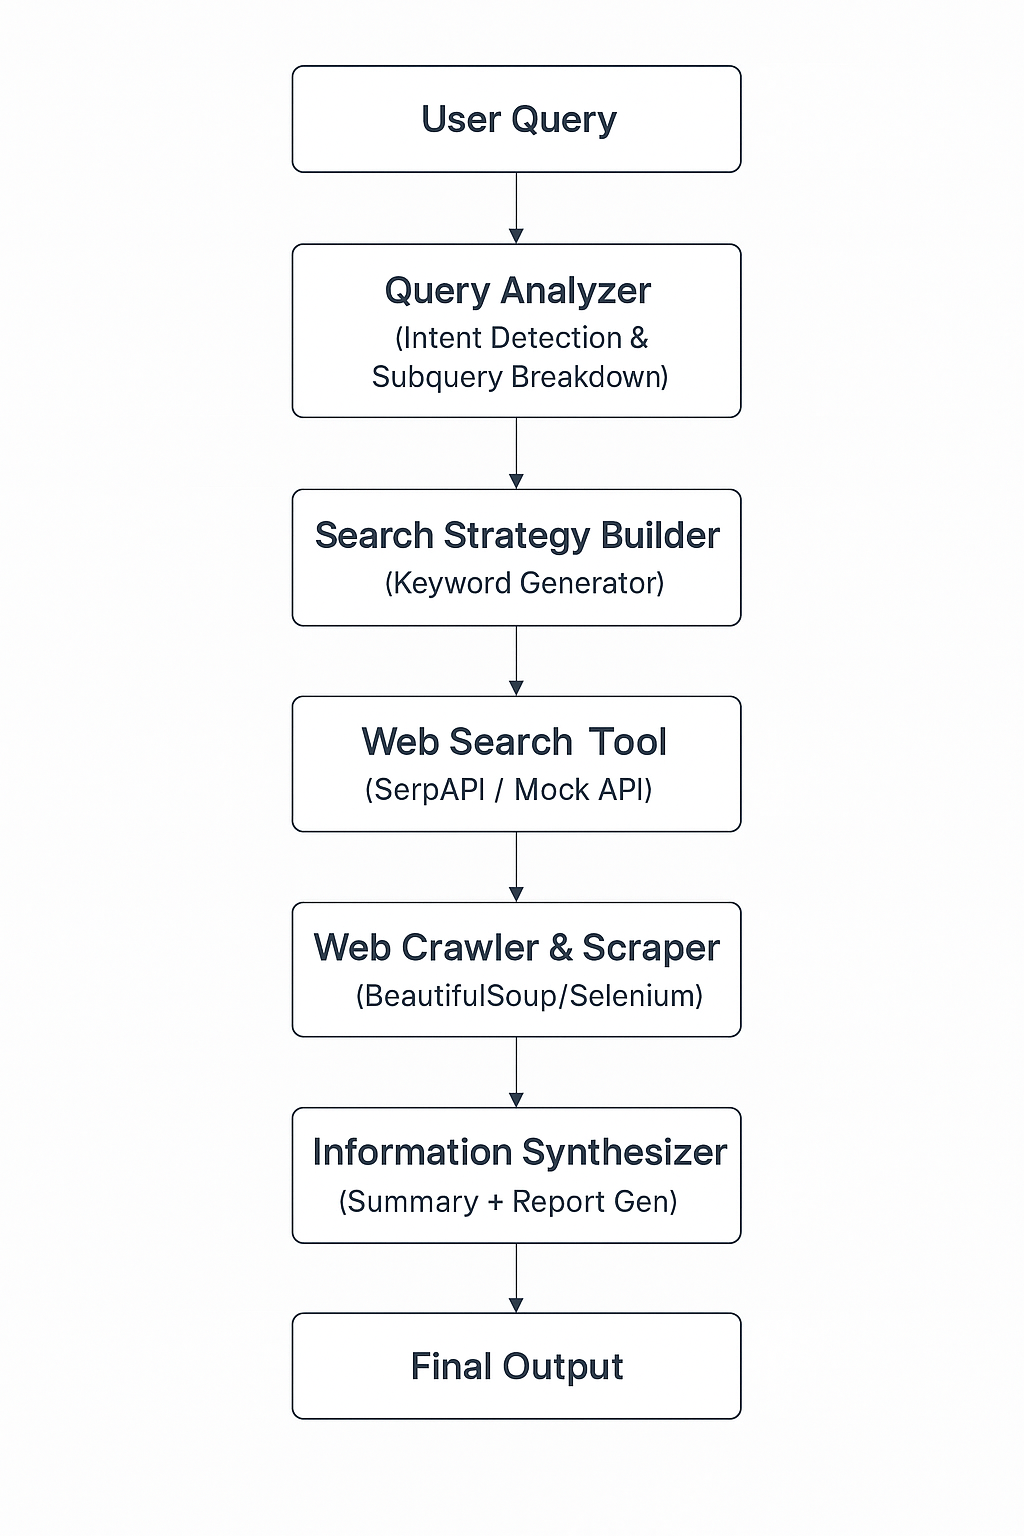 User Query
Query Analyzer
(Intent Detection &
Subquery Breakdown)
Search Strategy Builder
(Keyword Generator)
Web Search Tool
(SerpAPI / Mock API)
Web Crawler & Scraper
(BeautifulSoup/Selenium)
Information Synthesizer
(Summary + Report Gen)
Final Output